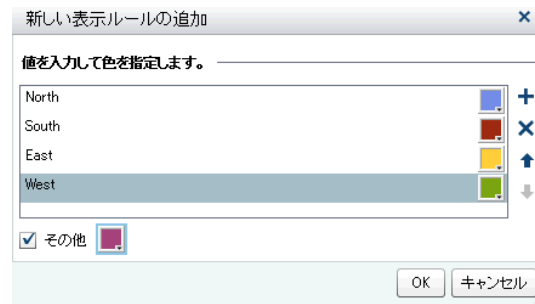 新しい表示ルールの追加
値を入力して色を指定します。
North
South
East
West
その他
OK キャンセル